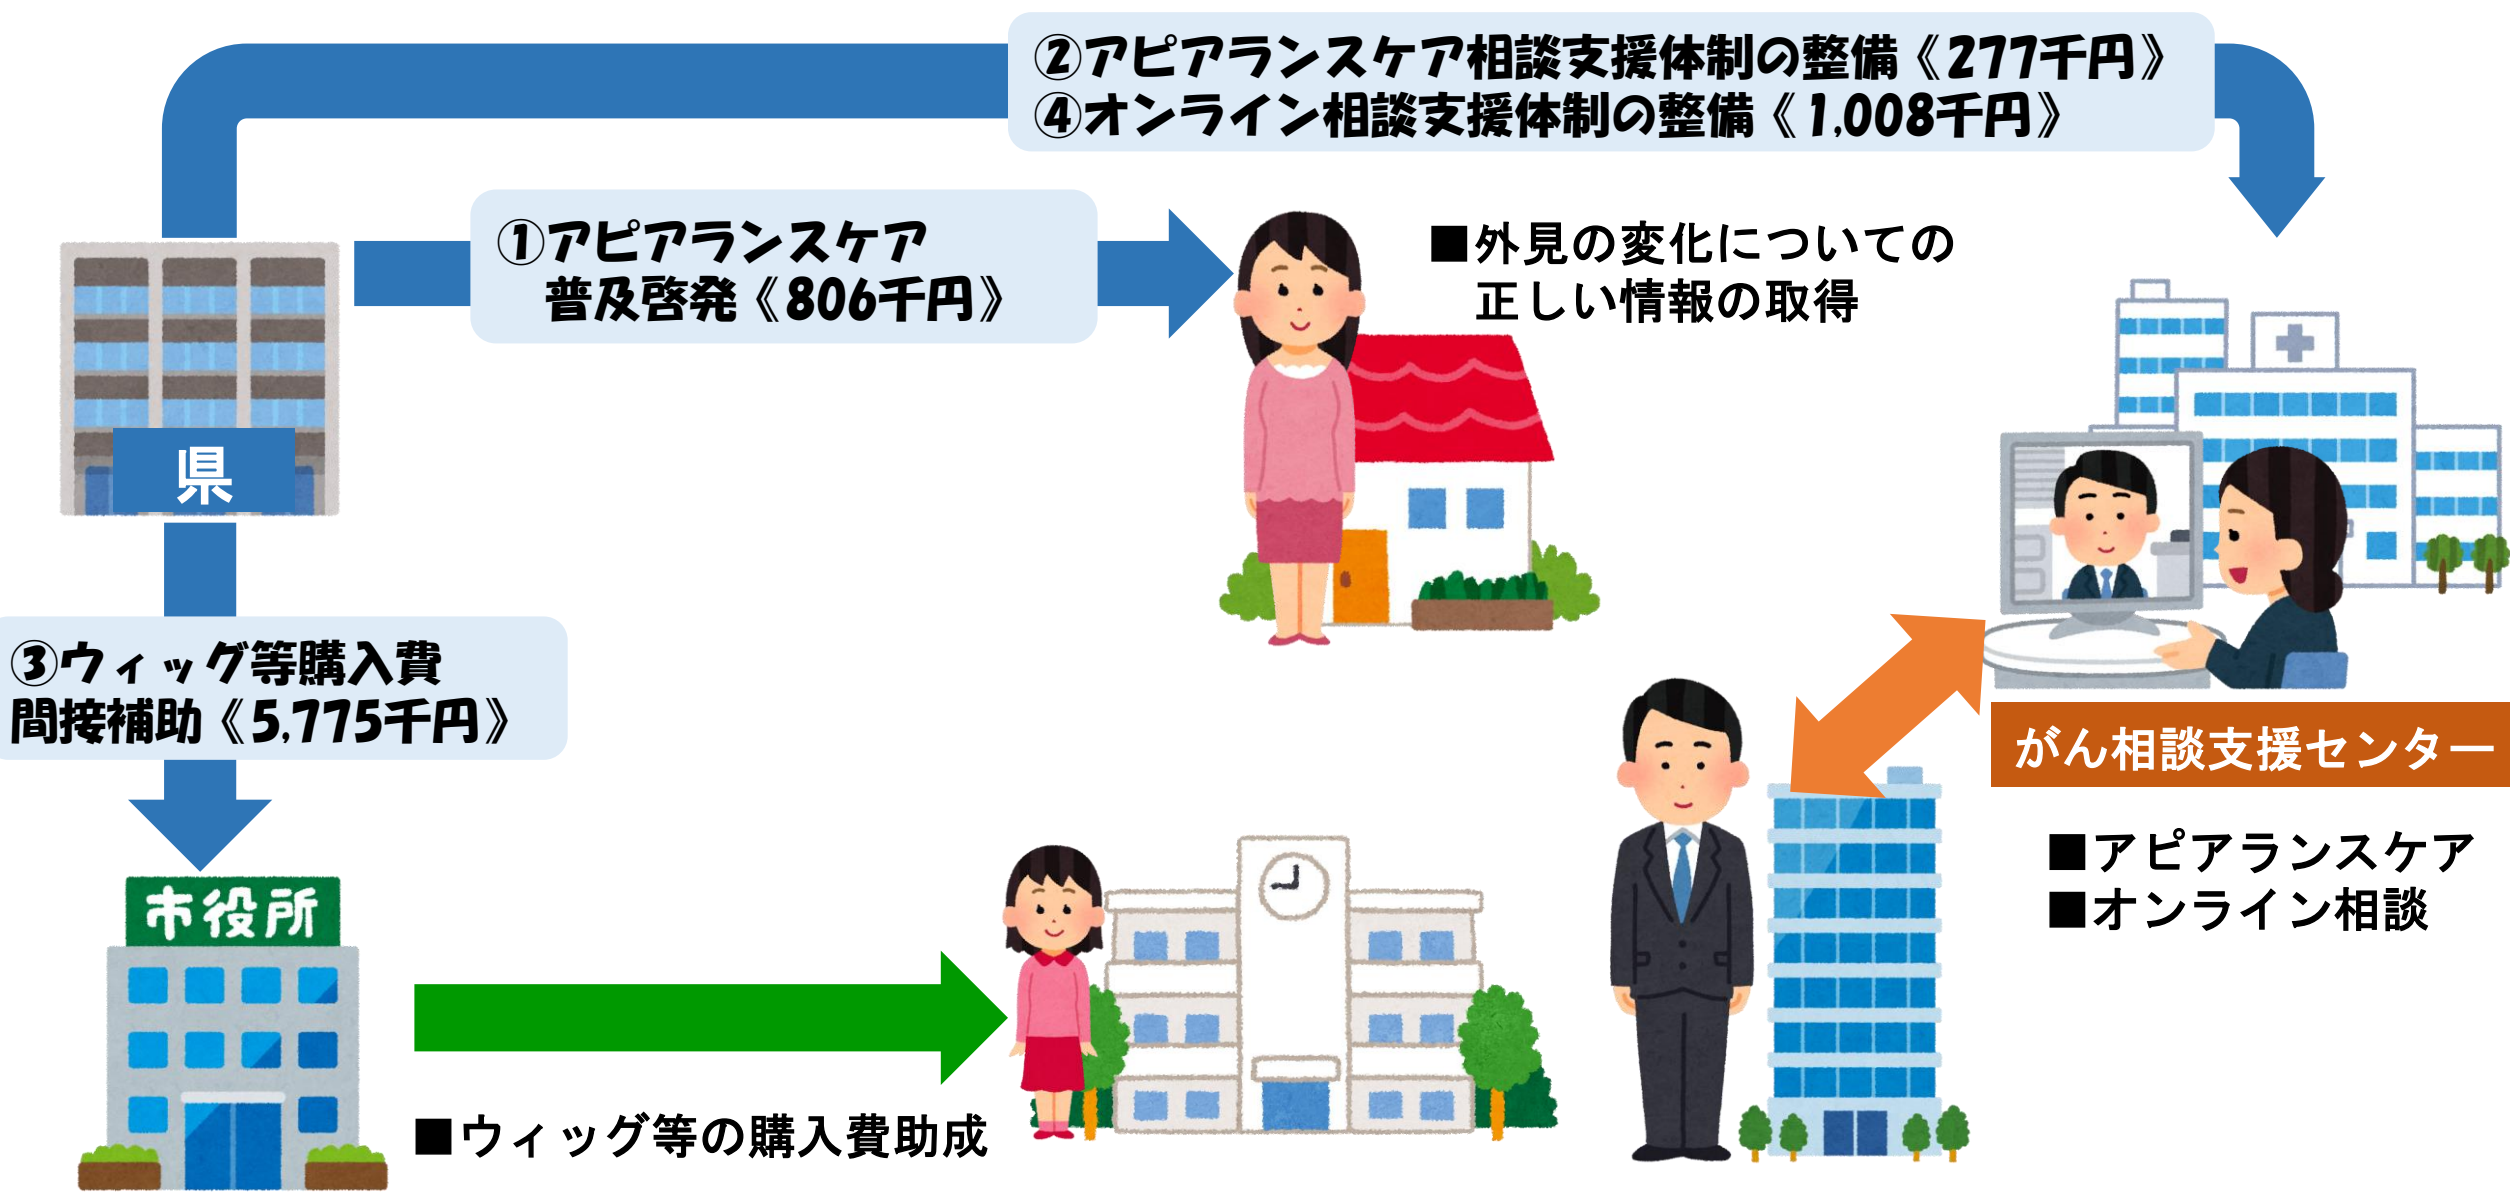 ②アピアランスケア相談支援体制の整備《277千円》
④オンライン相談支援体制の整備《1,008千円》
①アピアランスケア
普及啓発《806千円》
■外見の変化についての
正しい情報の取得
県
③ウィッグ等購入費
間接補助《5,775千円》
がん相談支援センター
■アピアランスケア
■オンライン相談
市役所
■ウィッグ等の購入費助成